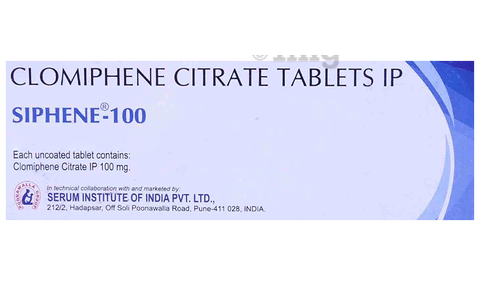 CLOMIPHENE CITRATE TABLETS IP
SIPHENE®-100
Each uncoated tablet contains:
Clomiphene Citrate IP 100 mg.
In technical collaboration with and marketed by:
SERUM INSTITUTE OF INDIA PVT. LTD.,
212/2, Hadapsar, Off Soli Poonawalla Road, Pune-411 028, INDIA.